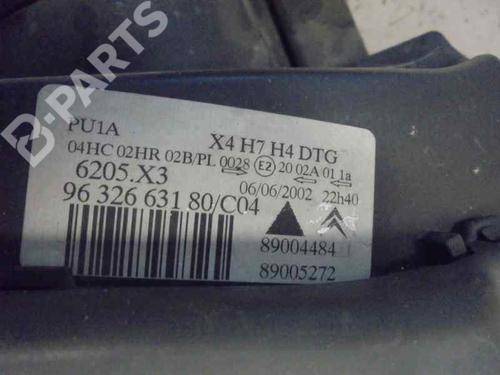 B-PARTS
PU1A X4 H7 H4 DTG
04HC 02HR 02B/PL 0028 E2 20 02A 01 1a
6205.X3 06/06/2002 22h40
96 326 631 80/C04
89004484
89005272